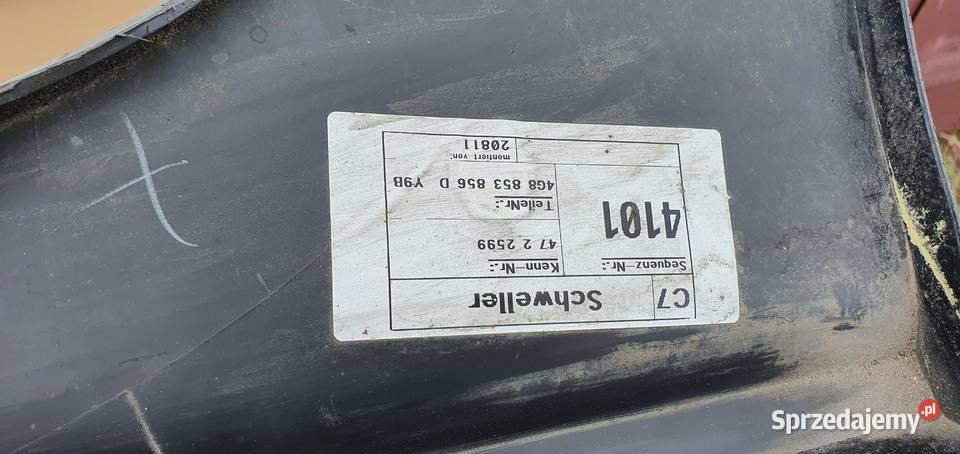 C7 Schweller
Sequenz-Nr.: Kenn-Nr.:
4101 47 2 2599
TeileNr.:
4G8 853 856 D Y9B
montiert von:
20811
Sprzedajemy.pl